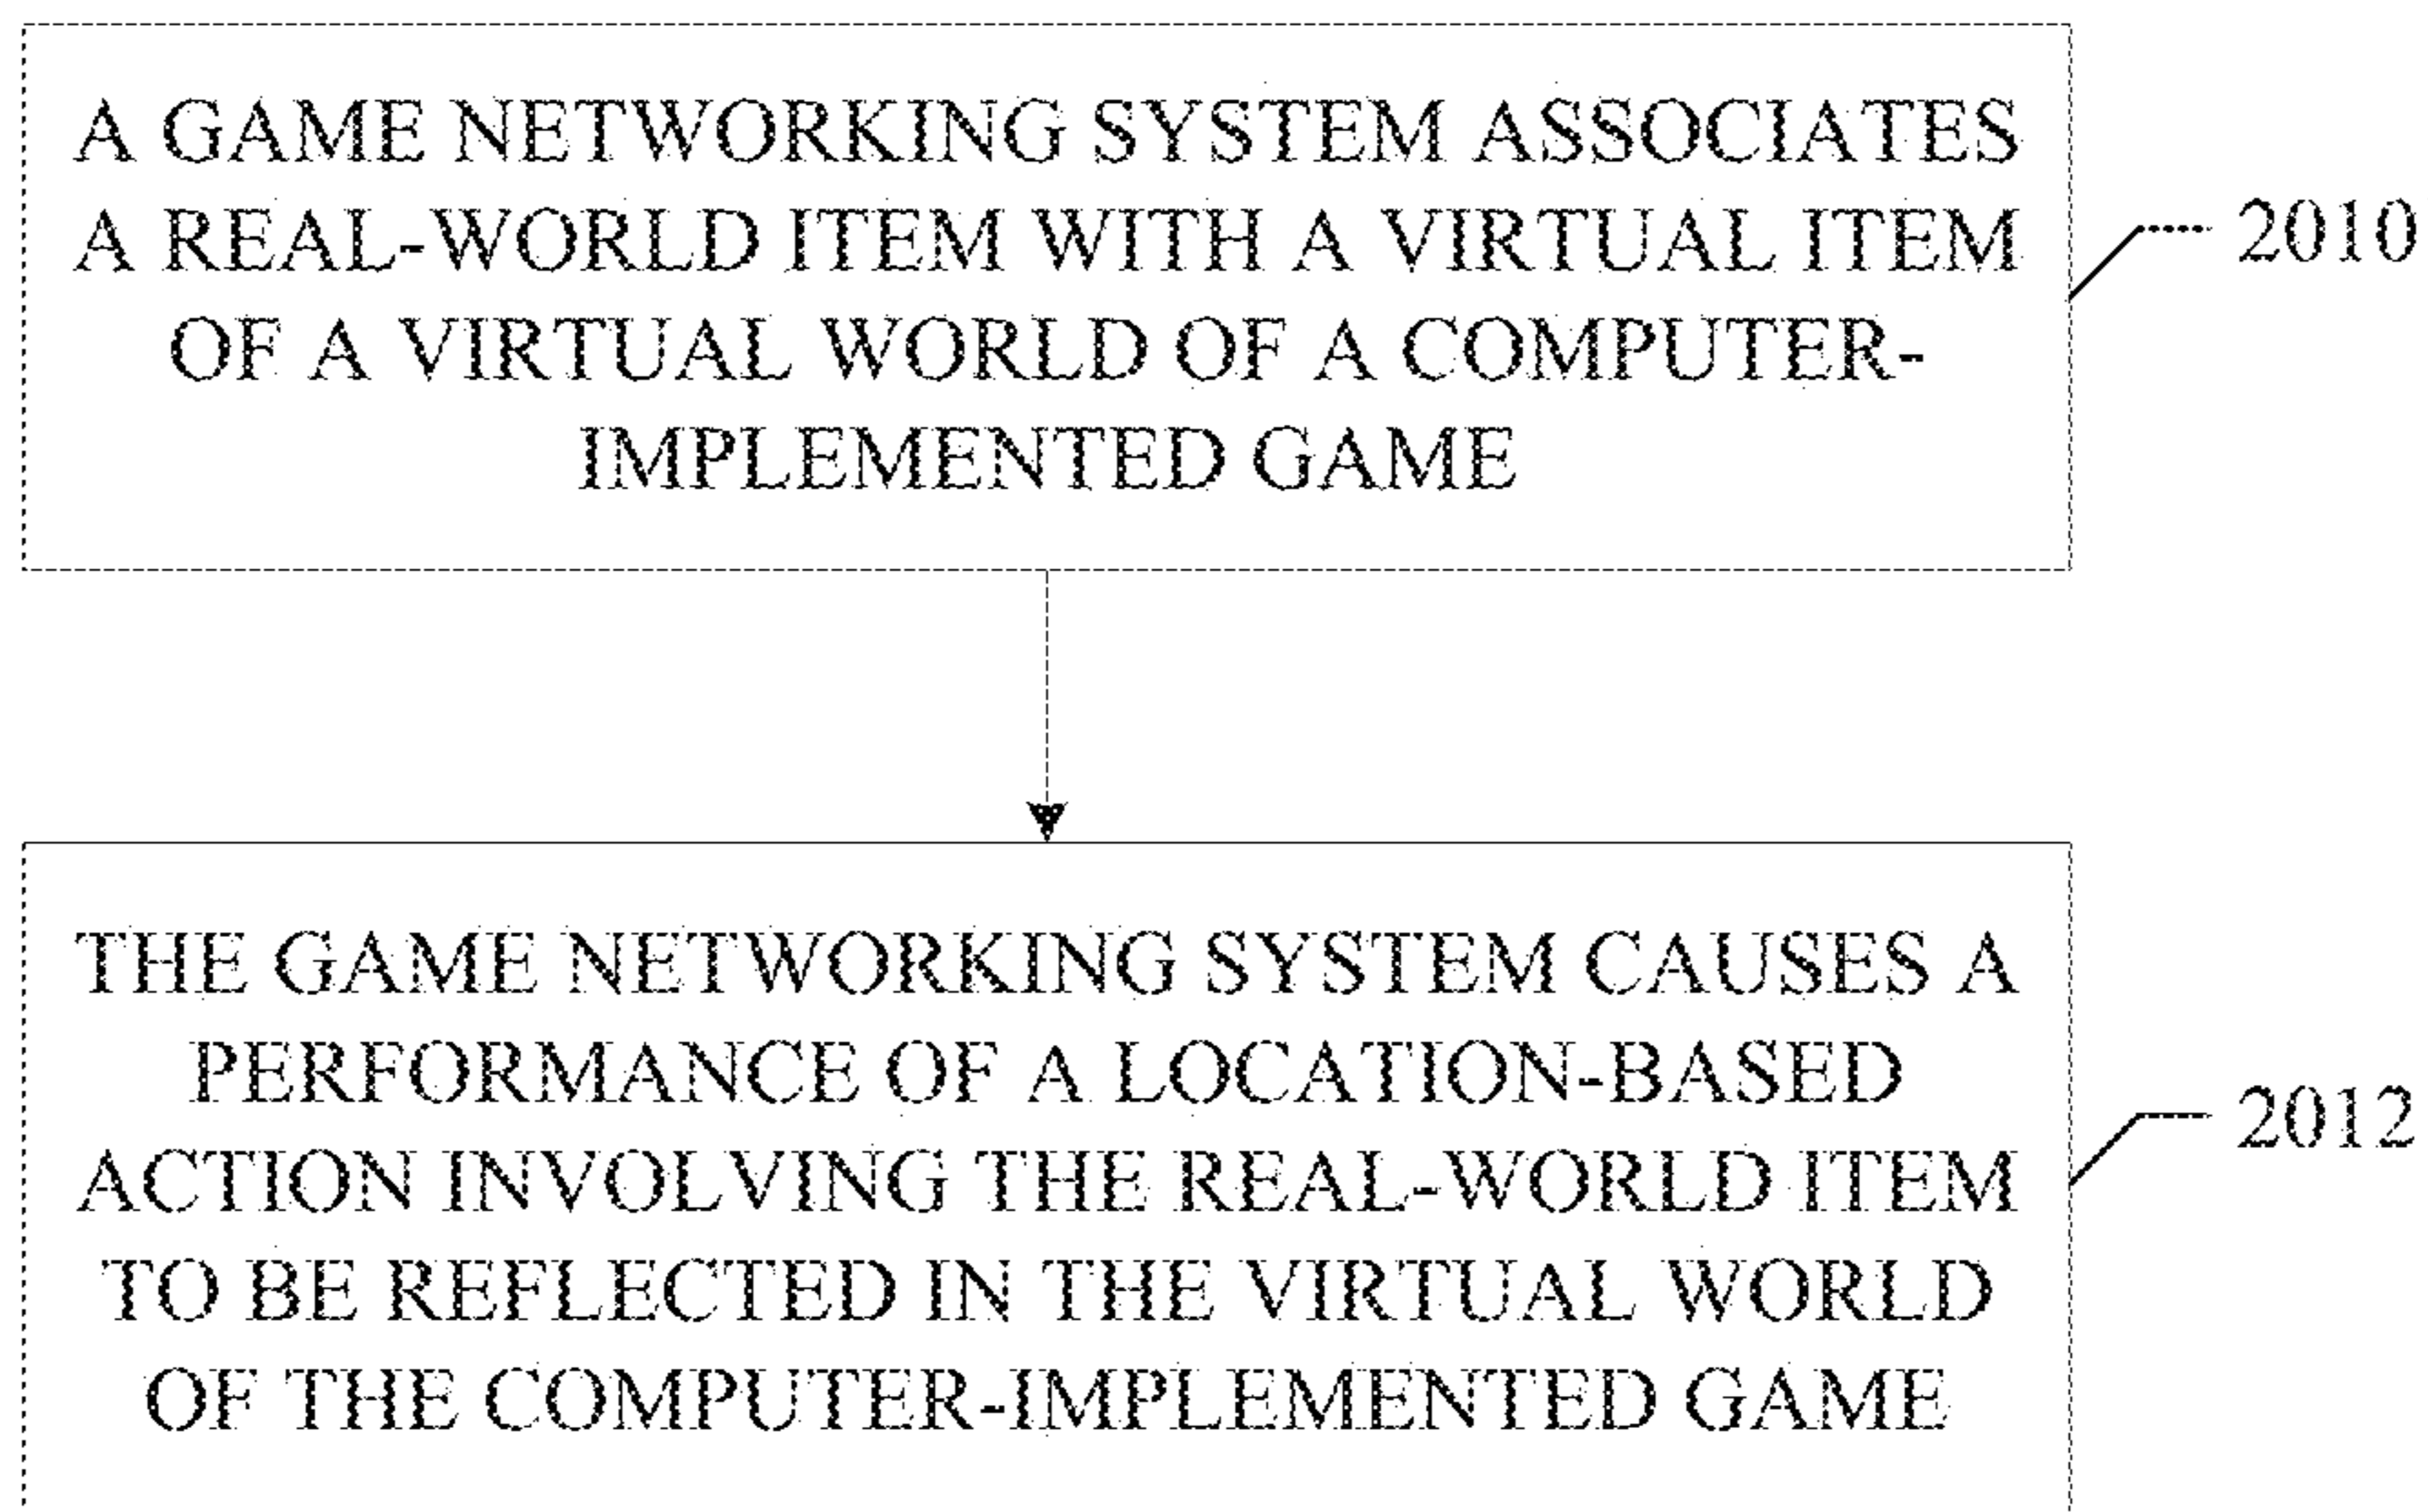 A GAME NETWORKING SYSTEM ASSOCIATES
A REAL-WORLD ITEM WITH A VIRTUAL ITEM
OF A VIRTUAL WORLD OF A COMPUTER-
IMPLEMENTED GAME
2010
THE GAME NETWORKING SYSTEM CAUSES A
PERFORMANCE OF A LOCATION-BASED
ACTION INVOLVING THE REAL-WORLD ITEM
TO BE REFLECTED IN THE VIRTUAL WORLD
OF THE COMPUTER-IMPLEMENTED GAME
2012